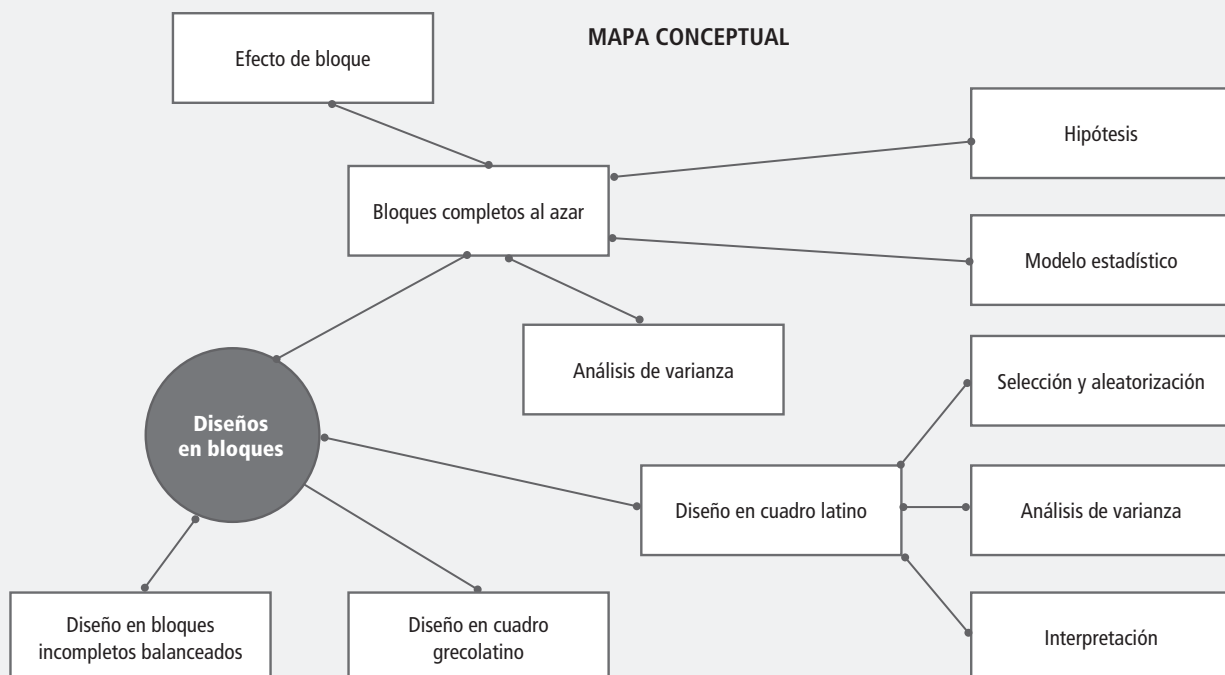 MAPA CONCEPTUAL
Efecto de bloque
Hipótesis
Bloques completos al azar
Modelo estadístico
Análisis de varianza
Selección y aleatorización
Diseños
en bloques
Diseño en cuadro latino
Análisis de varianza
Diseño en bloques
incompletos balanceados
Diseño en cuadro
grecolatino
Interpretación